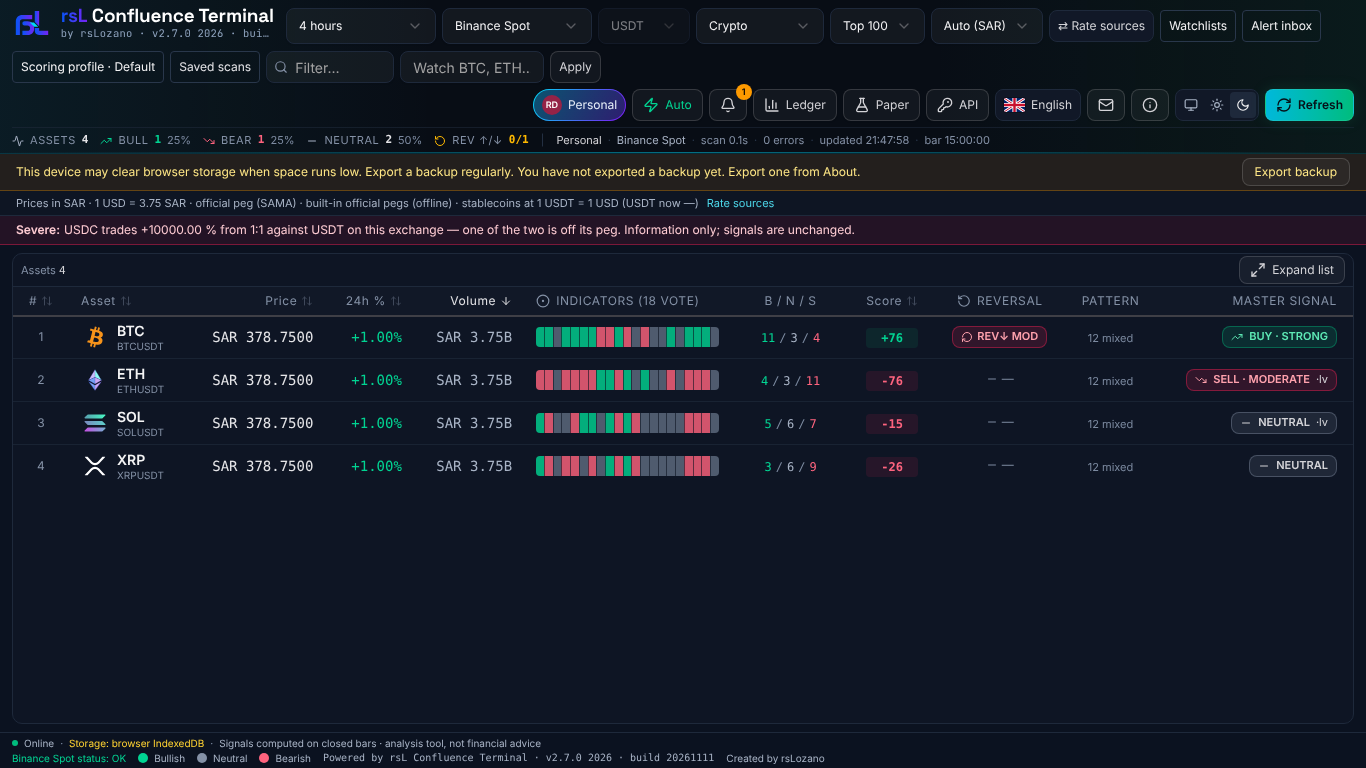 rsL Confluence Terminal
by rsLozano · v2.7.0 2026 · bui…
4 hours
Binance Spot
USDT
Crypto
Top 100
Auto (SAR)
⇄ Rate sources
Watchlists
Alert inbox
Scoring profile · Default
Saved scans
Filter...
Watch BTC, ETH..
Apply
RD Personal
Auto
1
Ledger
Paper
API
English
Refresh
ASSETS 4 BULL 1 25% BEAR 1 25% NEUTRAL 2 50% REV ↑/↓ 0/1 Personal · Binance Spot · scan 0.1s · 0 errors · updated 21:47:58 · bar 15:00:00
This device may clear browser storage when space runs low. Export a backup regularly. You have not exported a backup yet. Export one from About.
Export backup
Prices in SAR · 1 USD = 3.75 SAR · official peg (SAMA) · built-in official pegs (offline) · stablecoins at 1 USDT = 1 USD (USDT now —) Rate sources
Severe: USDC trades +10000.00 % from 1:1 against USDT on this exchange — one of the two is off its peg. Information only; signals are unchanged.
Assets 4
Expand list
# Asset Price 24h % Volume ↓ INDICATORS (18 VOTE) B / N / S Score REVERSAL PATTERN MASTER SIGNAL
1 BTC SAR 378.7500 +1.00% SAR 3.75B 11 / 3 / 4 +76 REV↓ MOD 12 mixed BUY · STRONG
BTCUSDT
2 ETH SAR 378.7500 +1.00% SAR 3.75B 4 / 3 / 11 -76 — — 12 mixed SELL · MODERATE ·lv
ETHUSDT
3 SOL SAR 378.7500 +1.00% SAR 3.75B 5 / 6 / 7 -15 — — 12 mixed — NEUTRAL ·lv
SOLUSDT
4 XRP SAR 378.7500 +1.00% SAR 3.75B 3 / 6 / 9 -26 — — 12 mixed — NEUTRAL
XRPUSDT
Online · Storage: browser IndexedDB · Signals computed on closed bars · analysis tool, not financial advice
Binance Spot status: OK Bullish Neutral Bearish Powered by rsL Confluence Terminal · v2.7.0 2026 · build 20261111 Created by rsLozano